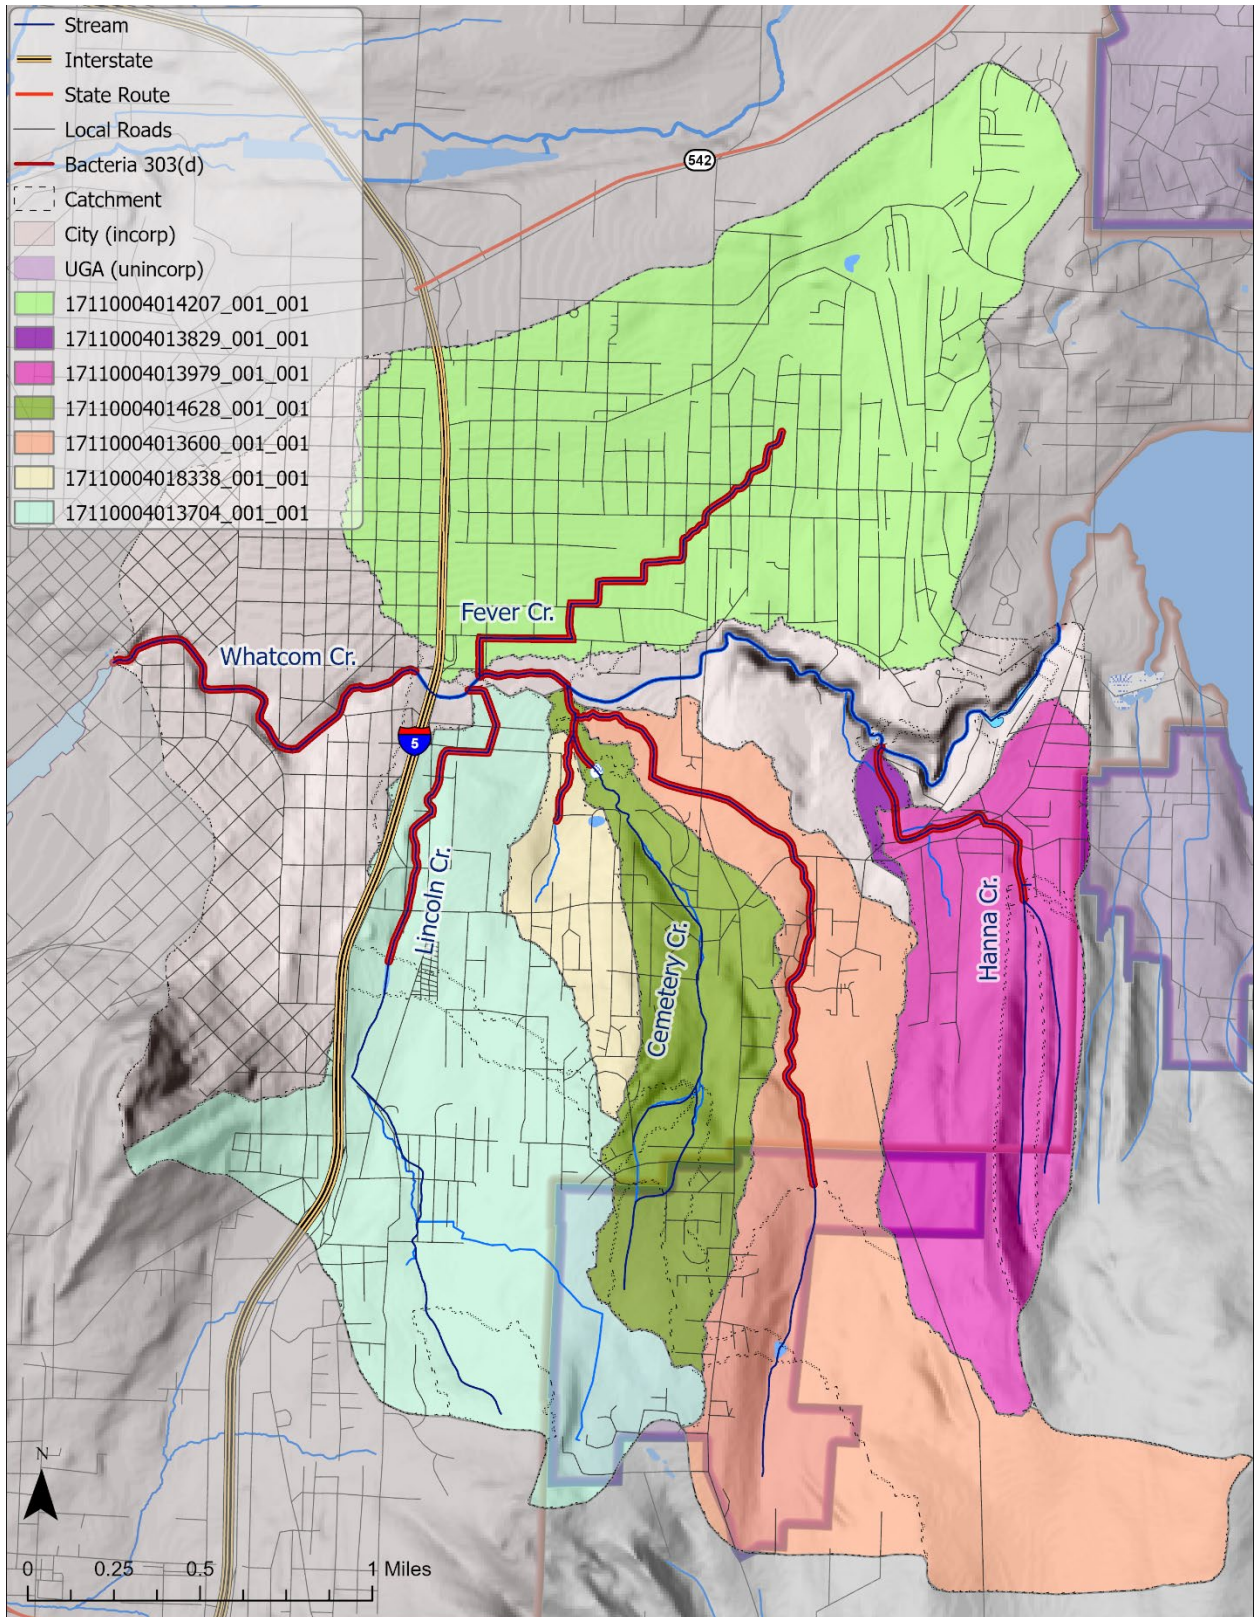 Stream
Interstate
State Route
Local Roads
Bacteria 303(d)
Catchment
City (incorp)
UGA (unincorp)
17110004014207_001_001
17110004013829_001_001
17110004013979_001_001
17110004014628_001_001
17110004013600_001_001
17110004018338_001_001
17110004013704_001_001
542
Fever Cr.
Whatcom Cr.
5
Lincoln Cr.
Cemetery Cr.
Hanna Cr.
N
0 0.25 0.5 1 Miles